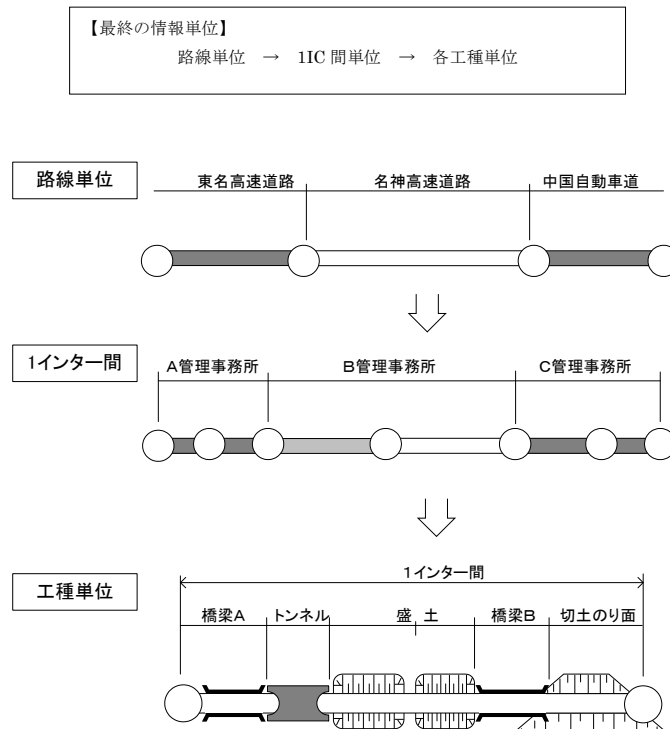 【最終の情報単位】
路線単位 → 1IC 間単位 → 各工種単位
路線単位
東名高速道路 名神高速道路 中国自動車道
1インター間
A管理事務所 B管理事務所 C管理事務所
1インター間
工種単位
橋梁A トンネル 盛 土 橋梁B 切土のり面